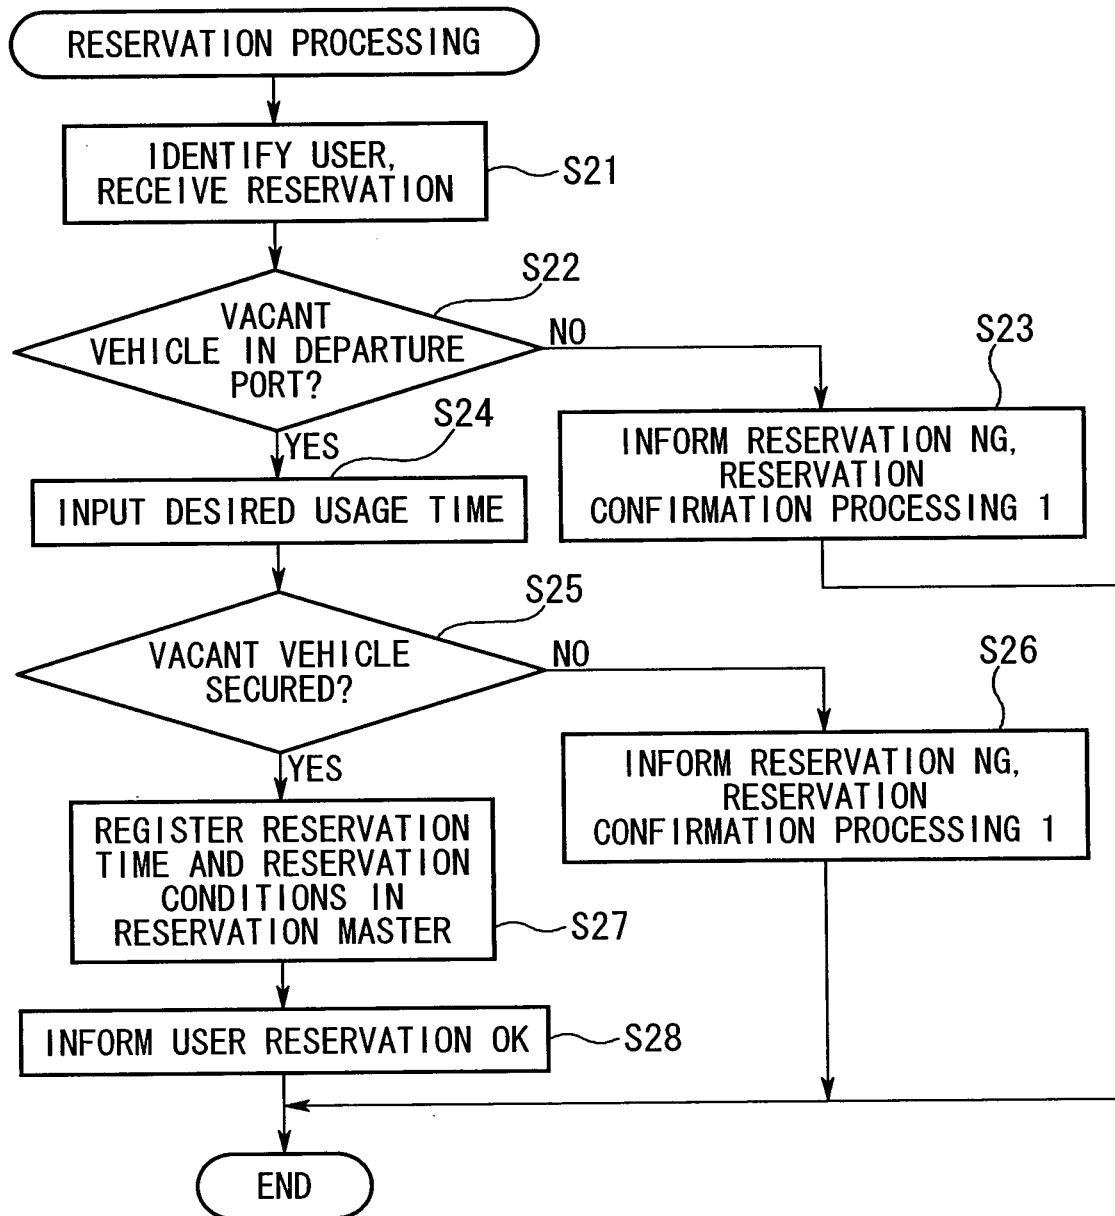 RESERVATION PROCESSING
IDENTIFY USER,
RECEIVE RESERVATION
S21
S22
VACANT
VEHICLE IN DEPARTURE
PORT?
NO
S23
YES
S24
INFORM RESERVATION NG,
RESERVATION
CONFIRMATION PROCESSING 1
INPUT DESIRED USAGE TIME
S25
VACANT VEHICLE
SECURED?
NO
S26
YES
INFORM RESERVATION NG,
RESERVATION
CONFIRMATION PROCESSING 1
REGISTER RESERVATION
TIME AND RESERVATION
CONDITIONS IN
RESERVATION MASTER
S27
INFORM USER RESERVATION OK
S28
END